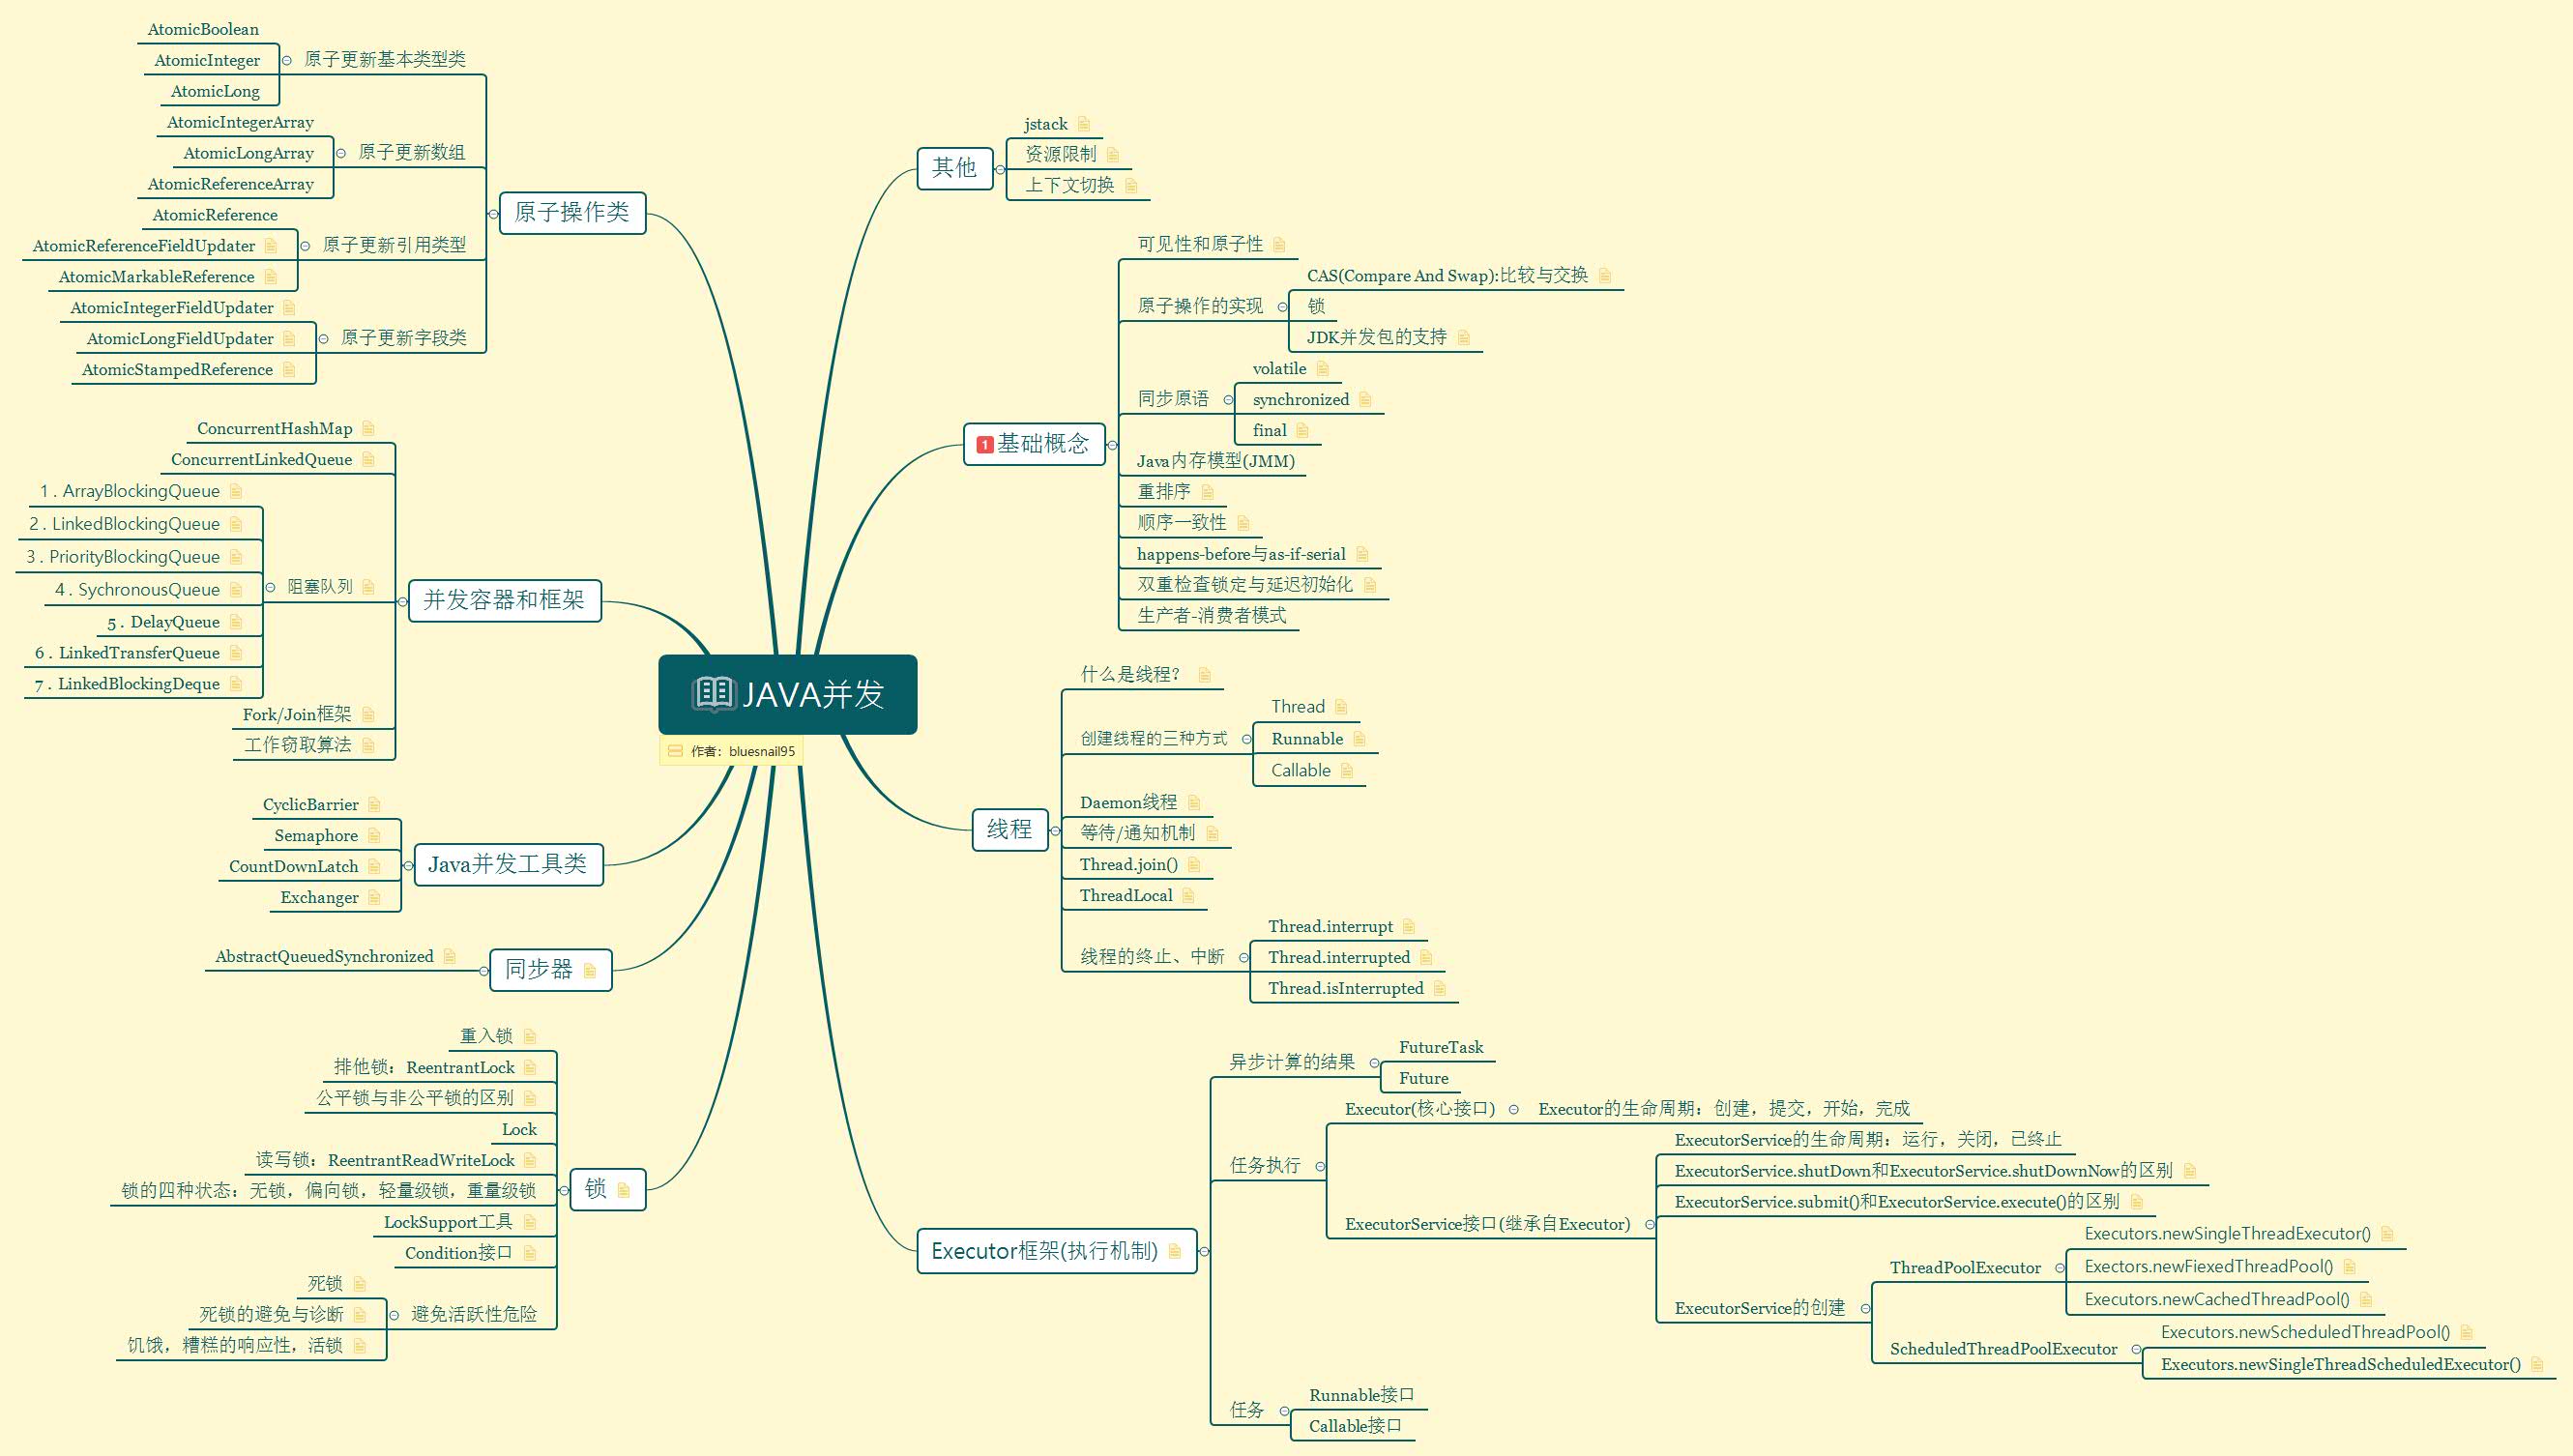 JAVA并发
作者：bluesnail95
其他
jstack
资源限制
上下文切换
1 基础概念
可见性和原子性
原子操作的实现
CAS(Compare And Swap):比较与交换
锁
JDK并发包的支持
同步原语
volatile
synchronized
final
Java内存模型(JMM)
重排序
顺序一致性
happens-before与as-if-serial
双重检查锁定与延迟初始化
生产者-消费者模式
线程
什么是线程？
创建线程的三种方式
Thread
Runnable
Callable
Daemon线程
等待/通知机制
Thread.join()
ThreadLocal
线程的终止、中断
Thread.interrupt
Thread.interrupted
Thread.isInterrupted
Executor框架(执行机制)
异步计算的结果
FutureTask
Future
任务执行
Executor(核心接口)
Executor的生命周期：创建，提交，开始，完成
ExecutorService接口(继承自Executor)
ExecutorService的生命周期：运行，关闭，已终止
ExecutorService.shutDown和ExecutorService.shutDownNow的区别
ExecutorService.submit()和ExecutorService.execute()的区别
ExecutorService的创建
ThreadPoolExecutor
Executors.newSingleThreadExecutor()
Exectors.newFiexedThreadPool()
Executors.newCachedThreadPool()
ScheduledThreadPoolExecutor
Executors.newScheduledThreadPool()
Executors.newSingleThreadScheduledExecutor()
任务
Runnable接口
Callable接口
原子操作类
原子更新基本类型类
AtomicBoolean
AtomicInteger
AtomicLong
原子更新数组
AtomicIntegerArray
AtomicLongArray
AtomicReferenceArray
原子更新引用类型
AtomicReference
AtomicReferenceFieldUpdater
AtomicMarkableReference
原子更新字段类
AtomicIntegerFieldUpdater
AtomicLongFieldUpdater
AtomicStampedReference
并发容器和框架
ConcurrentHashMap
ConcurrentLinkedQueue
阻塞队列
1 . ArrayBlockingQueue
2 . LinkedBlockingQueue
3 . PriorityBlockingQueue
4 . SychronousQueue
5 . DelayQueue
6 . LinkedTransferQueue
7 . LinkedBlockingDeque
Fork/Join框架
工作窃取算法
Java并发工具类
CyclicBarrier
Semaphore
CountDownLatch
Exchanger
同步器
AbstractQueuedSynchronized
锁
重入锁
排他锁：ReentrantLock
公平锁与非公平锁的区别
Lock
读写锁：ReentrantReadWriteLock
锁的四种状态：无锁，偏向锁，轻量级锁，重量级锁
LockSupport工具
Condition接口
避免活跃性危险
死锁
死锁的避免与诊断
饥饿，糟糕的响应性，活锁